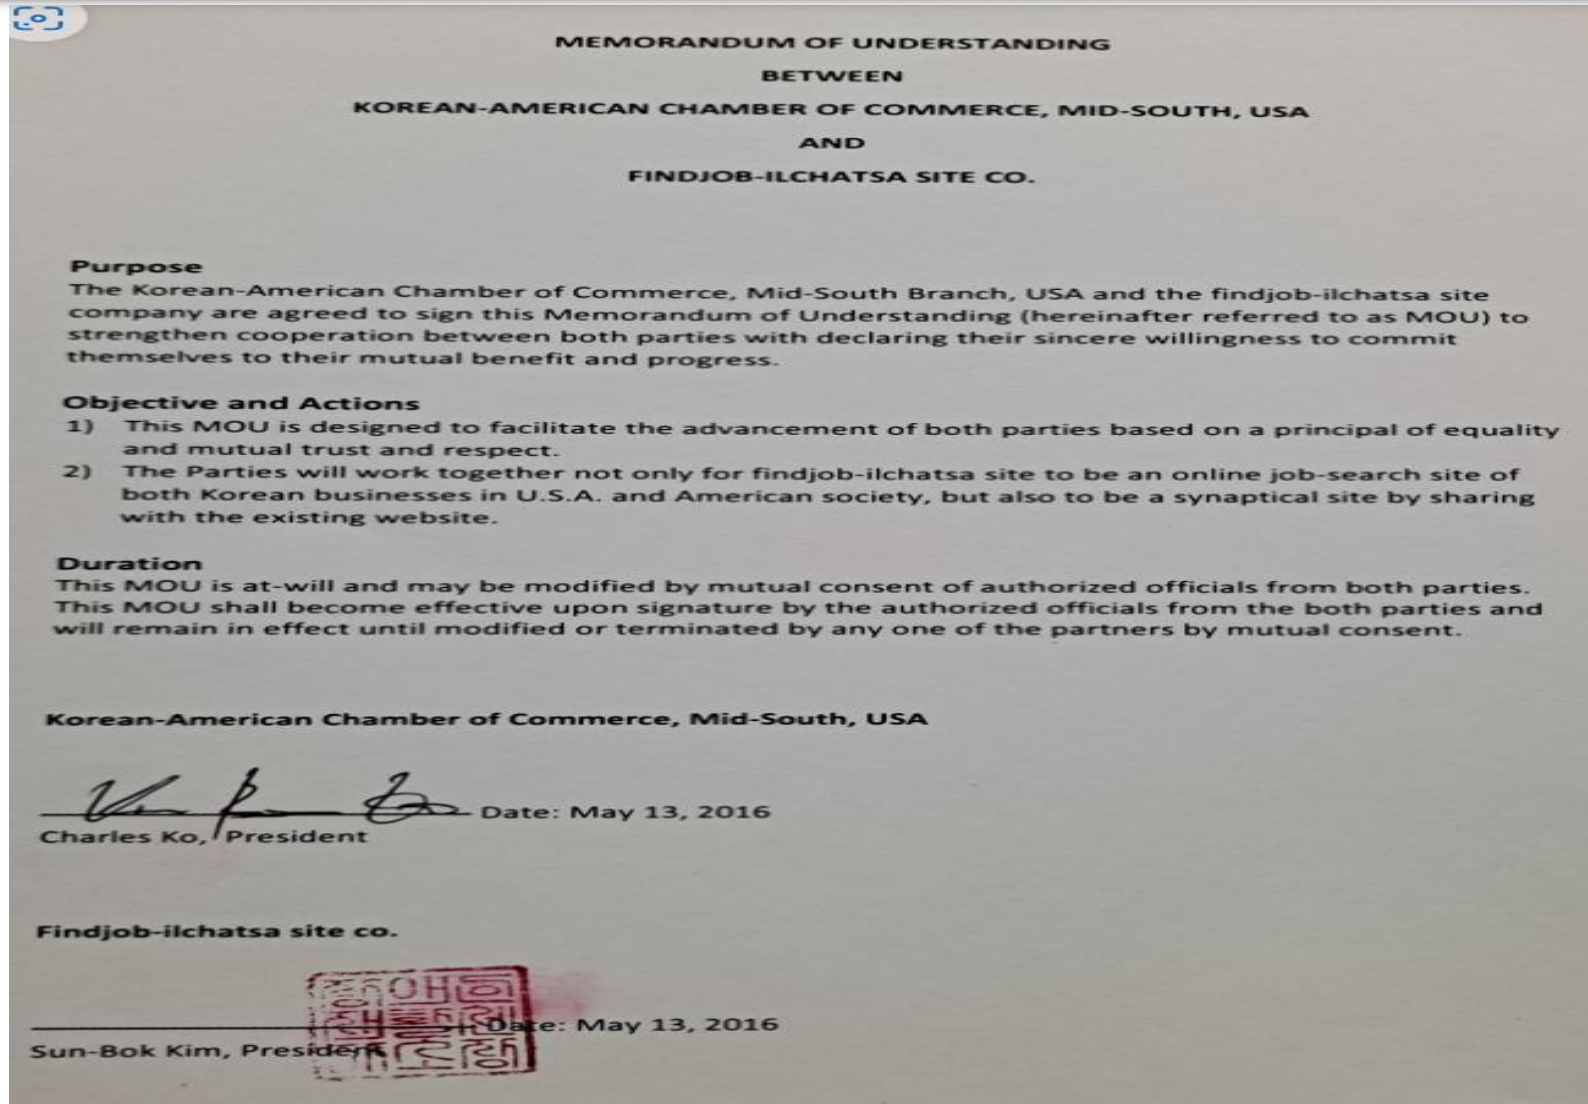 MEMORANDUM OF UNDERSTANDING
BETWEEN
KOREAN-AMERICAN CHAMBER OF COMMERCE, MID-SOUTH, USA
AND
FINDJOB-ILCHATSA SITE CO.
Purpose
The Korean-American Chamber of Commerce, Mid-South Branch, USA and the findjob-ilchatsa site
company are agreed to sign this Memorandum of Understanding (hereinafter referred to as MOU) to
strengthen cooperation between both parties with declaring their sincere willingness to commit
themselves to their mutual benefit and progress.
Objective and Actions
1) This MOU is designed to facilitate the advancement of both parties based on a principal of equality
and mutual trust and respect.
2) The Parties will work together not only for findjob-ilchatsa site to be an online job-search site of
both Korean businesses in U.S.A. and American society, but also to be a synaptical site by sharing
with the existing website.
Duration
This MOU is at-will and may be modified by mutual consent of authorized officials from both parties.
This MOU shall become effective upon signature by the authorized officials from the both parties and
will remain in effect until modified or terminated by any one of the partners by mutual consent.
Korean-American Chamber of Commerce, Mid-South, USA
Date: May 13, 2016
Charles Ko, President
Findjob-ilchatsa site co.
Date: May 13, 2016
Sun-Bok Kim, President